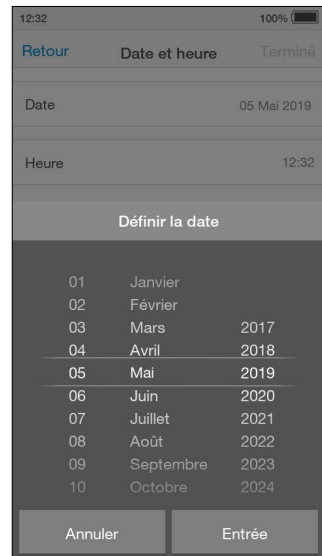 12:32 100%
Retour Date et heure Terminé
Date 05 Mai 2019
Heure 12:32
Définir la date
01 Janvier
02 Février
03 Mars 2017
04 Avril 2018
05 Mai 2019
06 Juin 2020
07 Juillet 2021
08 Août 2022
09 Septembre 2023
10 Octobre 2024
Annuler Entrée